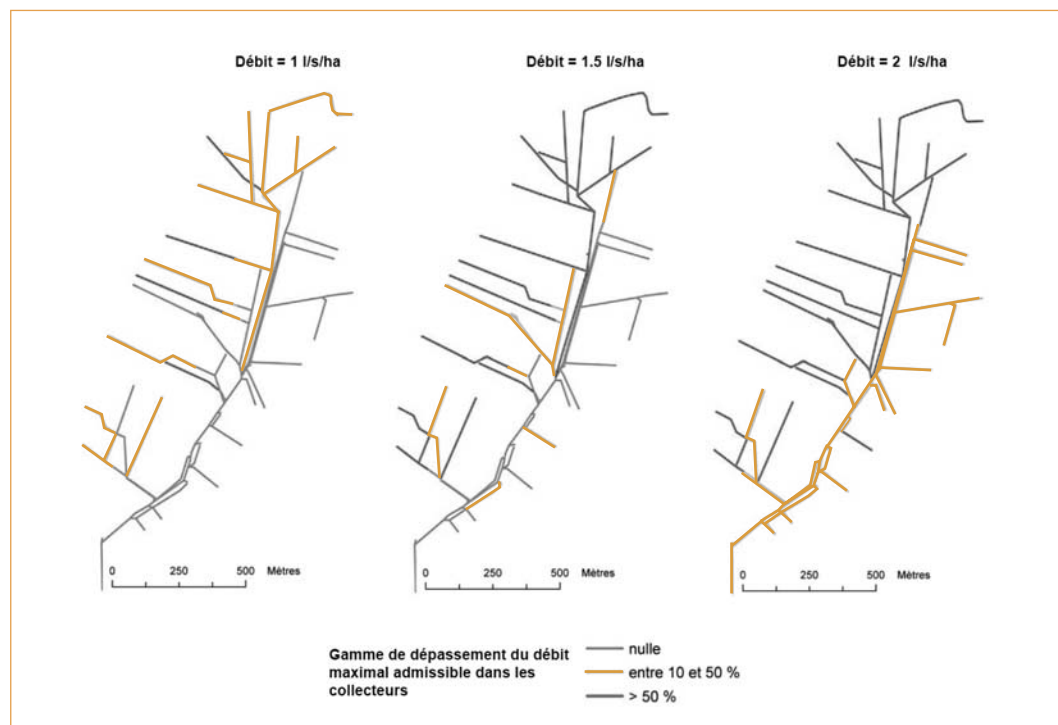 Débit = 1 l/s/ha
Débit = 1.5 l/s/ha
Débit = 2 l/s/ha
0 250 500 Mètres
0 250 500 Mètres
0 250 500 Mètres
Gamme de dépassement du débit
maximal admissible dans les
collecteurs
nulle
entre 10 et 50 %
> 50 %